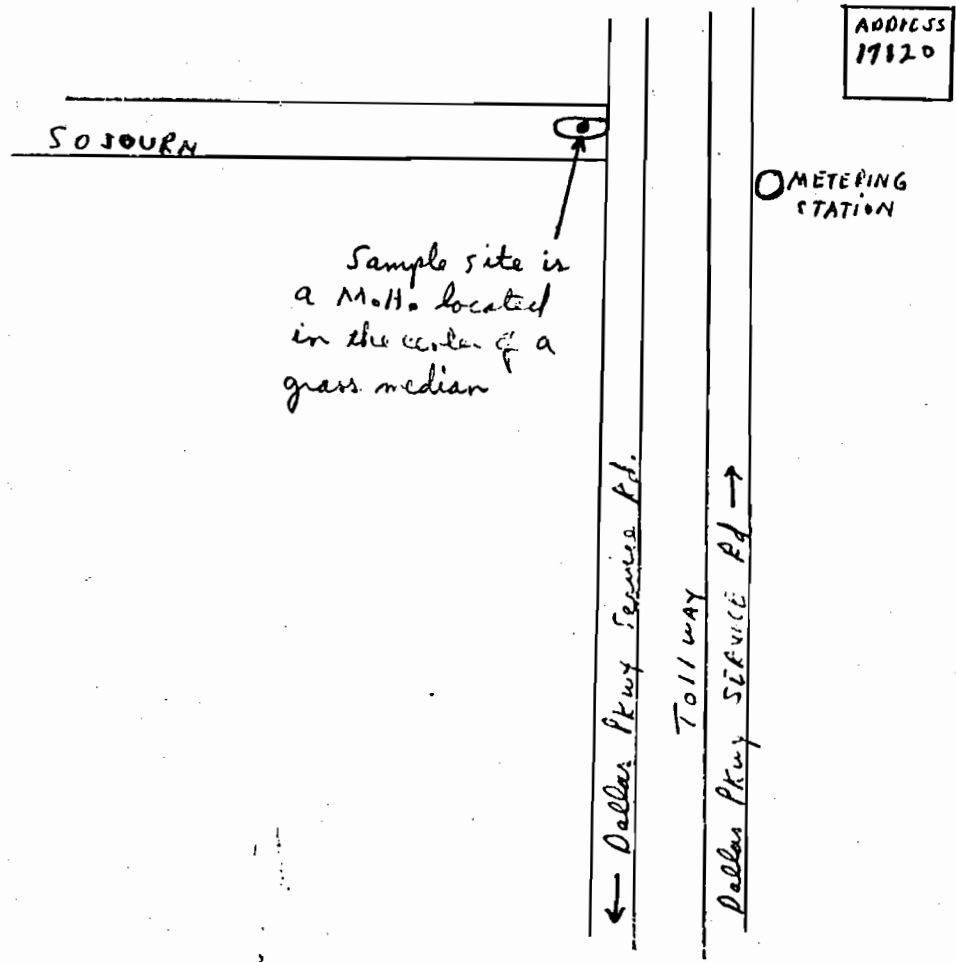 ADDRESS
17820
SOJOURN
METERING
STATION
Sample site is
a M.H. located
in the center of a
grass median
← Dallas Pkwy Service Rd.
Tollway
Dallas Pkwy SERVICE Rd →